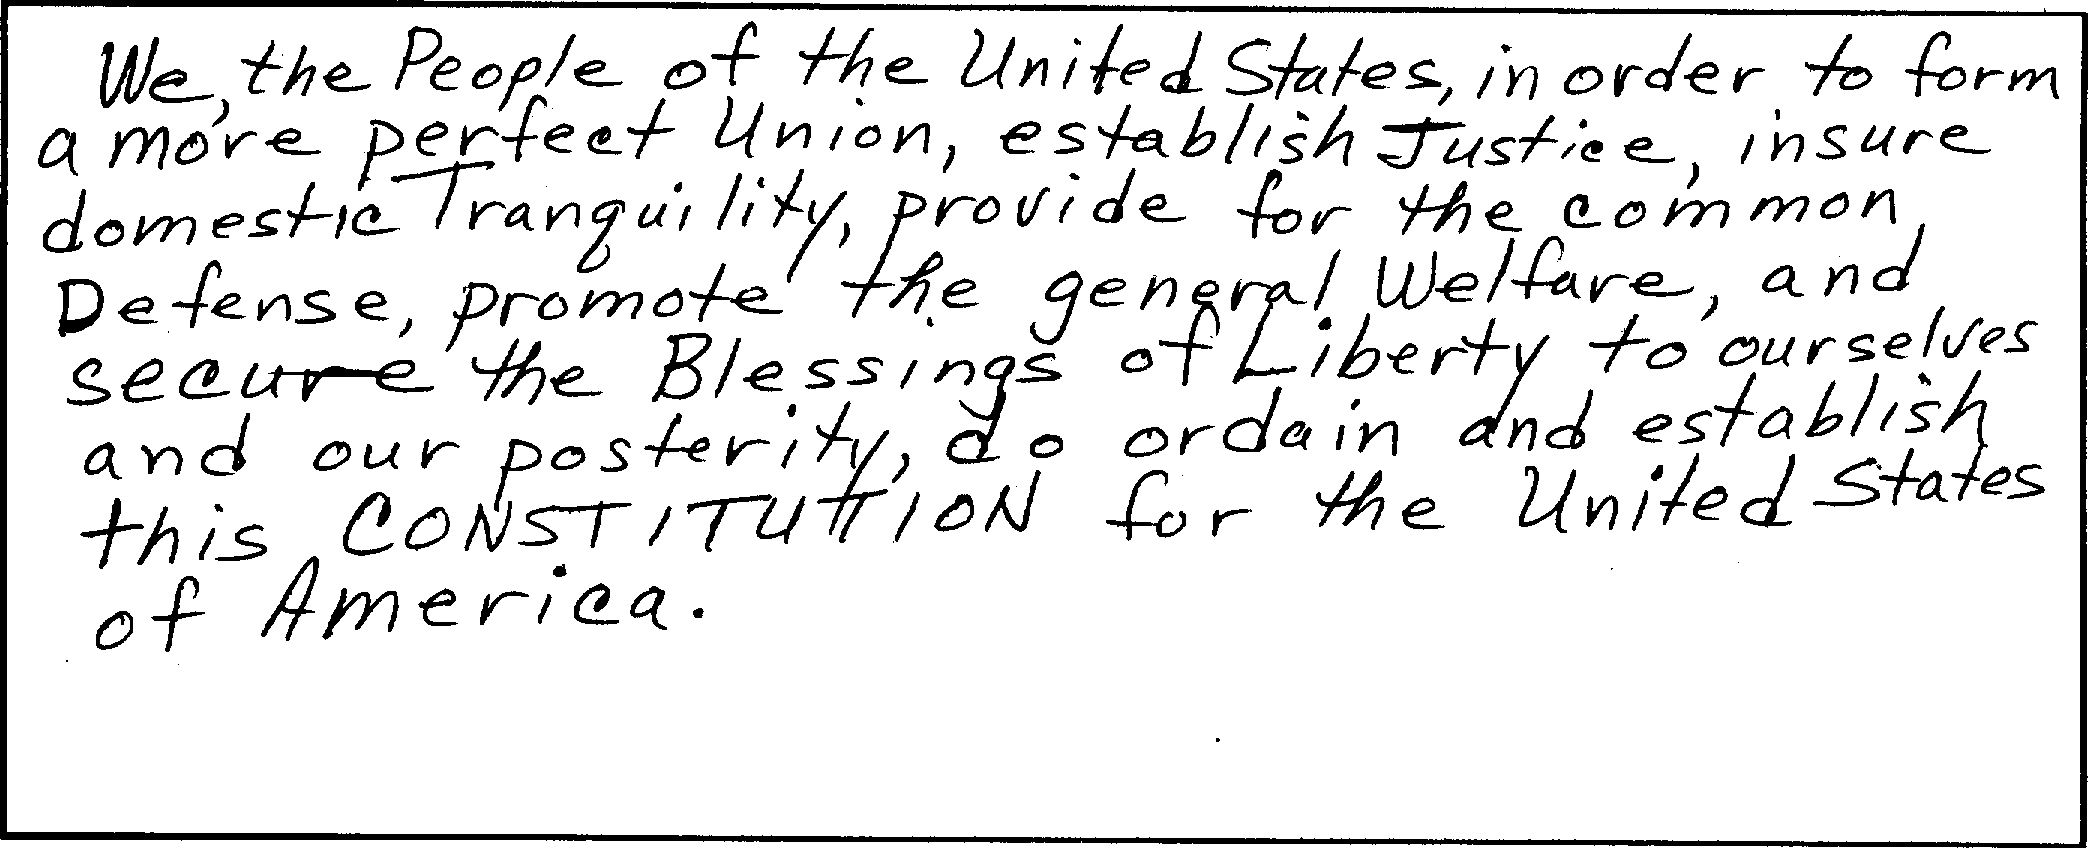 We, the People of the United States, in order to form
a more perfect Union, establish Justice, insure
domestic Tranquility, provide for the common
Defense, promote the general Welfare, and
secure the Blessings of Liberty to ourselves
and our posterity, do ordain and establish
this CONSTITUTION for the United States
of America.